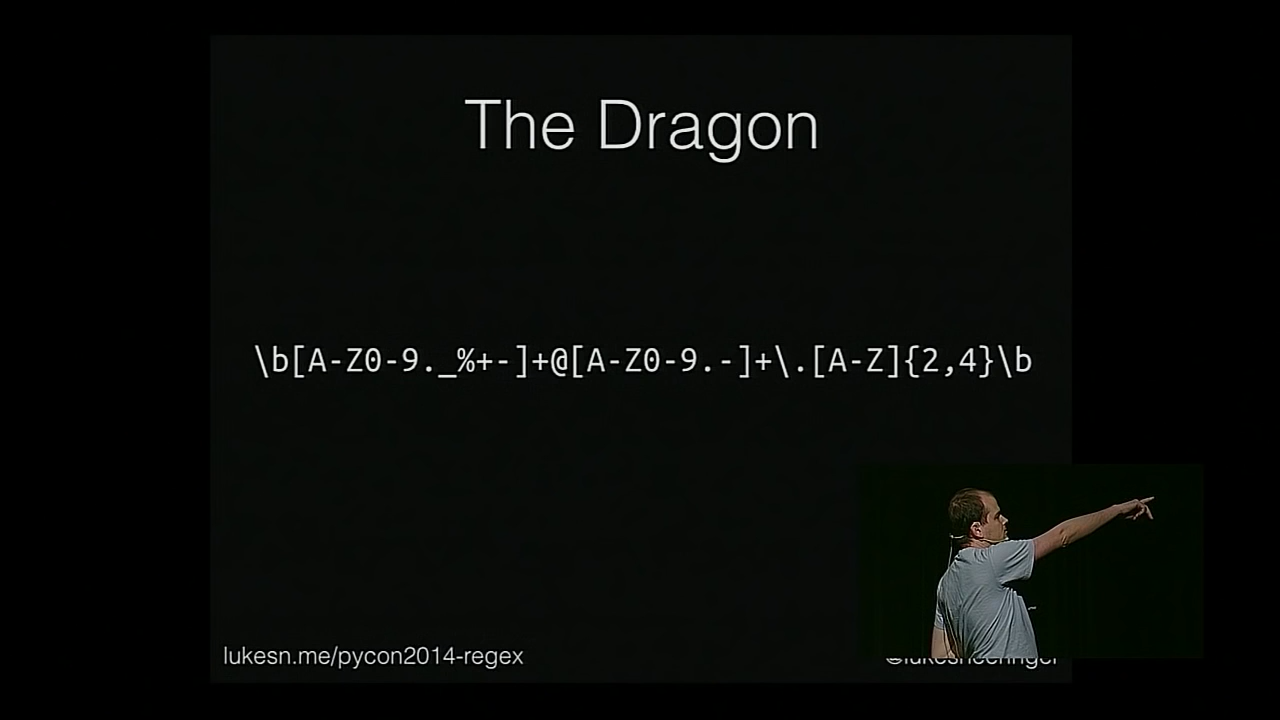 The Dragon
\b[A-Z0-9._%+-]+@[A-Z0-9.-]+\.[A-Z]{2,4}\b
lukesn.me/pycon2014-regex